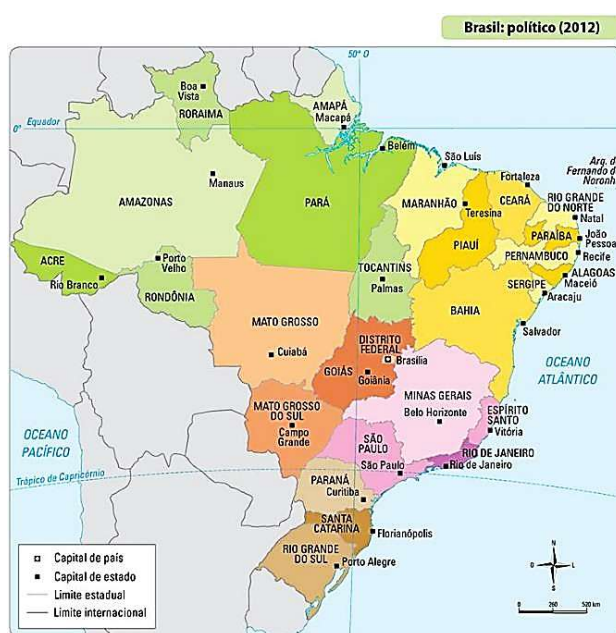 Brasil: político (2012)
50° O
Boa
Vista
RORAIMA
AMAPÁ
Macapá
Equador
0°
Belém
São Luís
Fortaleza
Arq. d
Fernando d
Noronh
Manaus
AMAZONAS
PARÁ
MARANHÃO
Teresina
CEARÁ
RIO GRANDE
DO NORTE
Natal
PARAÍBA
João
Pessoa
PIAUÍ
PERNAMBUCO
Recife
ACRE
Rio Branco
Porto
Velho
RONDÔNIA
TOCANTINS
Palmas
ALAGOAS
Maceió
SERGIPE
Aracaju
MATO GROSSO
Cuiabá
BAHIA
Salvador
DISTRITO
FEDERAL
Brasília
GOIÁS
Goiânia
OCEANO
ATLÂNTICO
MINAS GERAIS
Belo Horizonte
MATO GROSSO
DO SUL
Campo
Grande
ESPÍRITO
SANTO
Vitória
OCEANO
PACÍFICO
SÃO
PAULO
São Paulo
RIO DE JANEIRO
Rio de Janeiro
Trópico de Capricórnio
PARANÁ
Curitiba
SANTA
CATARINA
Florianópolis
RIO GRANDE
DO SUL
Porto Alegre
Capital de país
Capital de estado
Limite estadual
Limite internacional
N
O
L
S
0 260 520 km